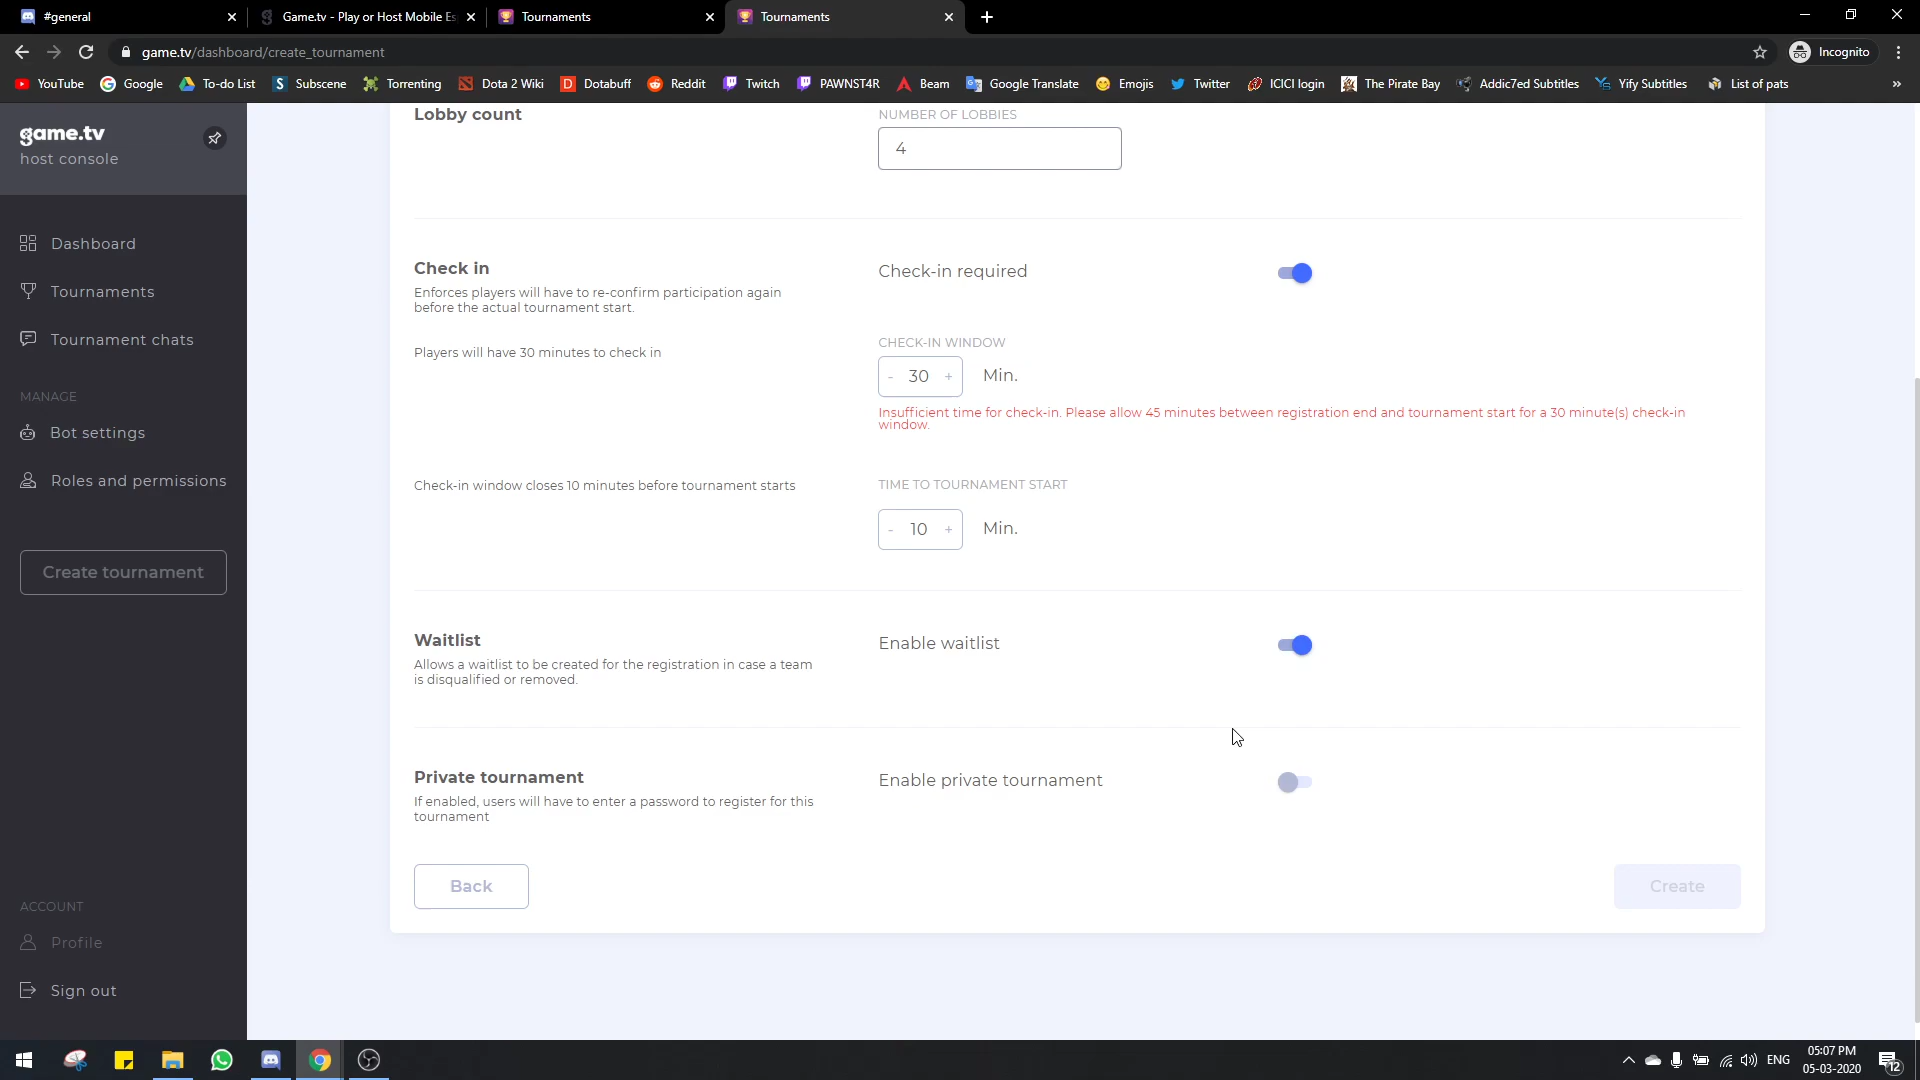 #general
Game.tv - Play or Host Mobile Es
Tournaments
Tournaments
game.tv/dashboard/create_tournament
Incognito
YouTube
Google
To-do List
Subscene
Torrenting
Dota 2 Wiki
Dotabuff
Reddit
Twitch
PAWNST4R
Beam
Google Translate
Emojis
Twitter
ICICI login
The Pirate Bay
Addic7ed Subtitles
Yify Subtitles
List of pats
»
game.tv
host console
Dashboard
Tournaments
Tournament chats
MANAGE
Bot settings
Roles and permissions
Create tournament
ACCOUNT
Profile
Sign out
Lobby count
NUMBER OF LOBBIES
4
Check in
Enforces players will have to re-confirm participation again
before the actual tournament start.
Check-in required
Players will have 30 minutes to check in
CHECK-IN WINDOW
- 30 + Min.
Insufficient time for check-in. Please allow 45 minutes between registration end and tournament start for a 30 minute(s) check-in
window.
Check-in window closes 10 minutes before tournament starts
TIME TO TOURNAMENT START
- 10 + Min.
Waitlist
Allows a waitlist to be created for the registration in case a team
is disqualified or removed.
Enable waitlist
Private tournament
If enabled, users will have to enter a password to register for this
tournament
Enable private tournament
Back
Create
ENG
05:07 PM
05-03-2020
12